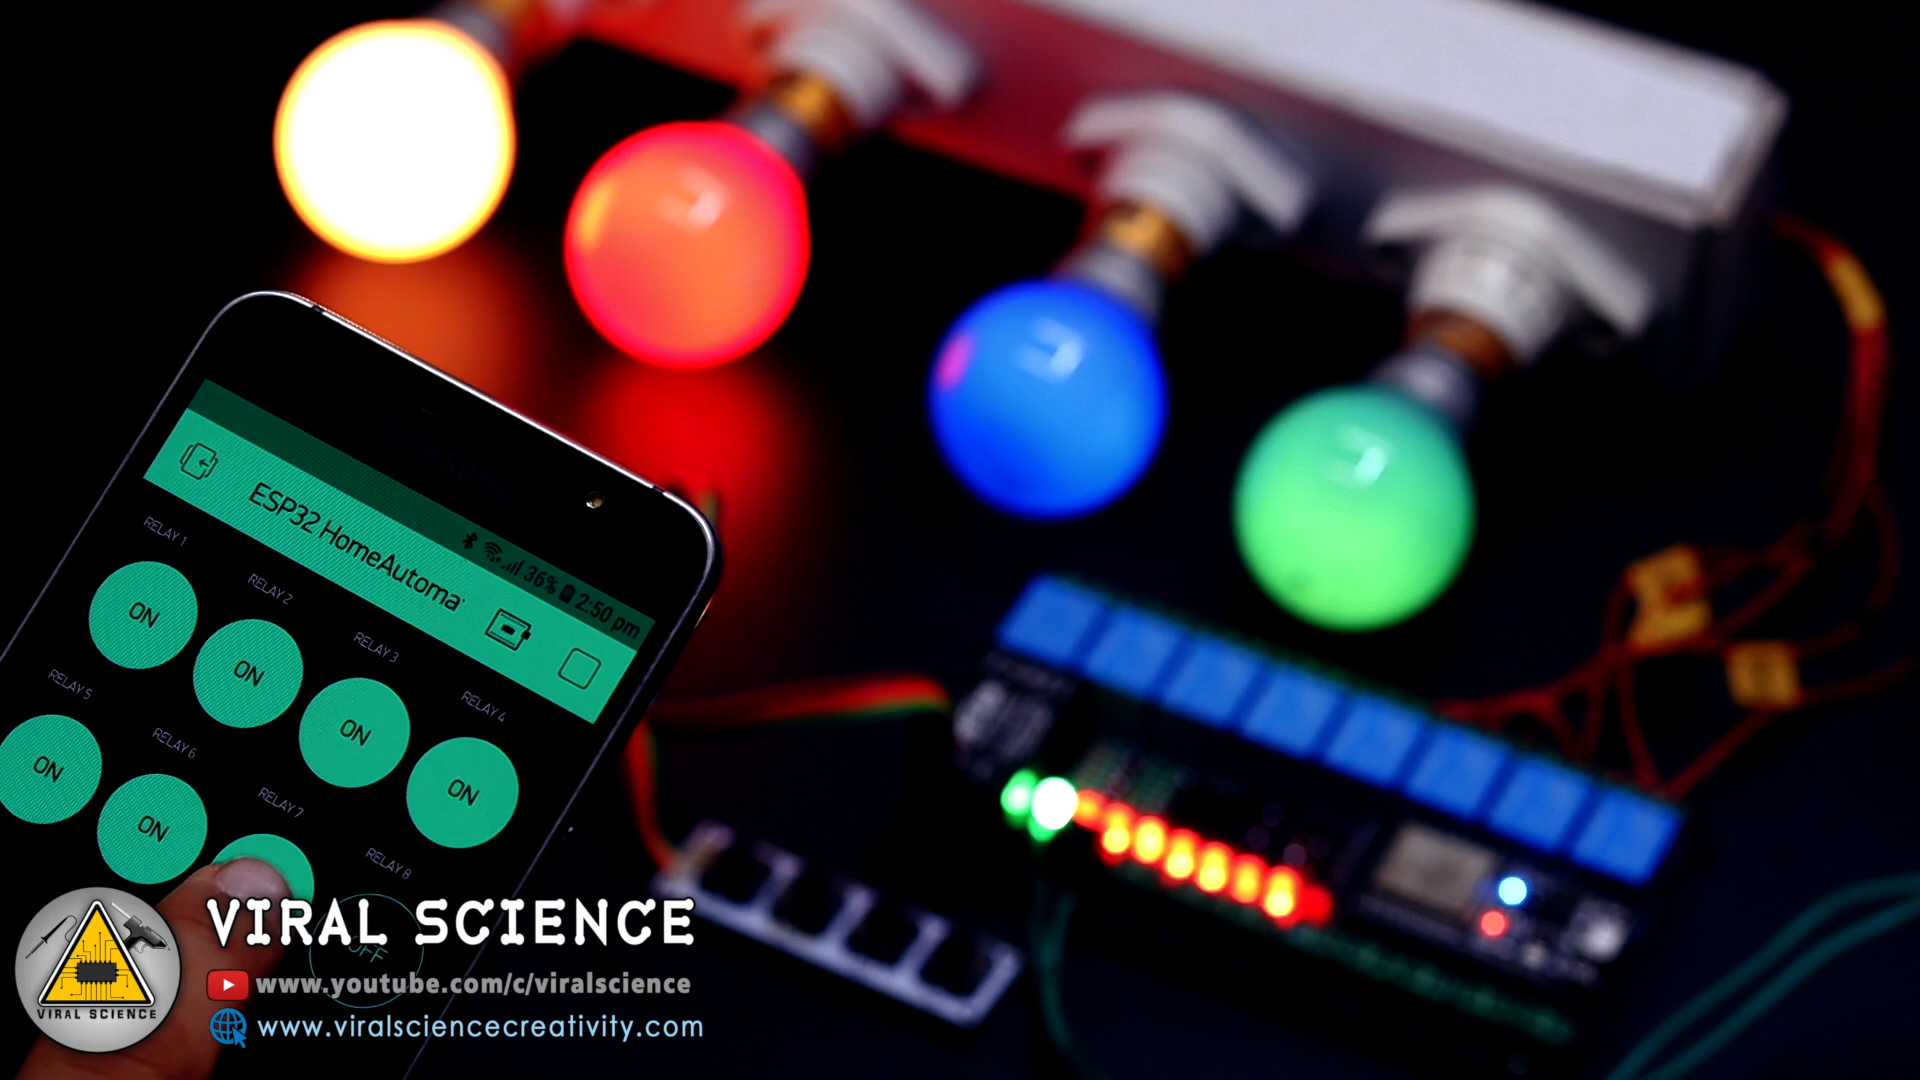 36% 2:50 pm
ESP32 HomeAutoma
RELAY 1
RELAY 2
RELAY 3
RELAY 4
ON
ON
ON
ON
RELAY 5
RELAY 6
RELAY 7
RELAY 8
ON
ON
OFF
VIRAL SCIENCE
www.youtube.com/c/viralscience
www.viralsciencecreativity.com
VIRAL SCIENCE